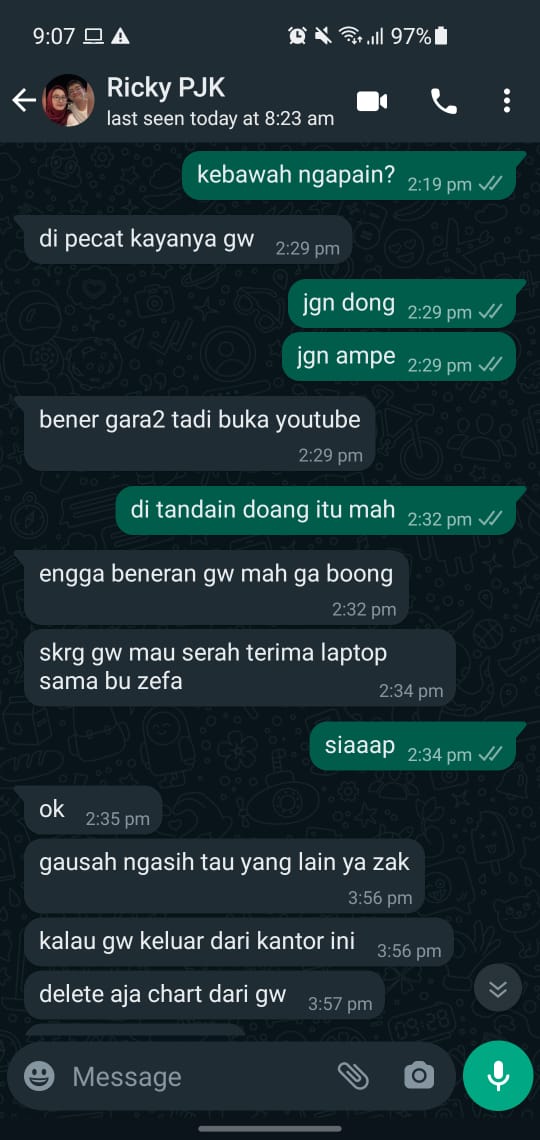 9:07 97%
Ricky PJK
last seen today at 8:23 am
kebawah ngapain? 2:19 pm
di pecat kayanya gw 2:29 pm
jgn dong 2:29 pm
jgn ampe 2:29 pm
bener gara2 tadi buka youtube
2:29 pm
di tandain doang itu mah 2:32 pm
engga beneran gw mah ga boong
2:32 pm
skrg gw mau serah terima laptop
sama bu zefa 2:34 pm
siaaap 2:34 pm
ok 2:35 pm
gausah ngasih tau yang lain ya zak
3:56 pm
kalau gw keluar dari kantor ini 3:56 pm
delete aja chart dari gw 3:57 pm
Message